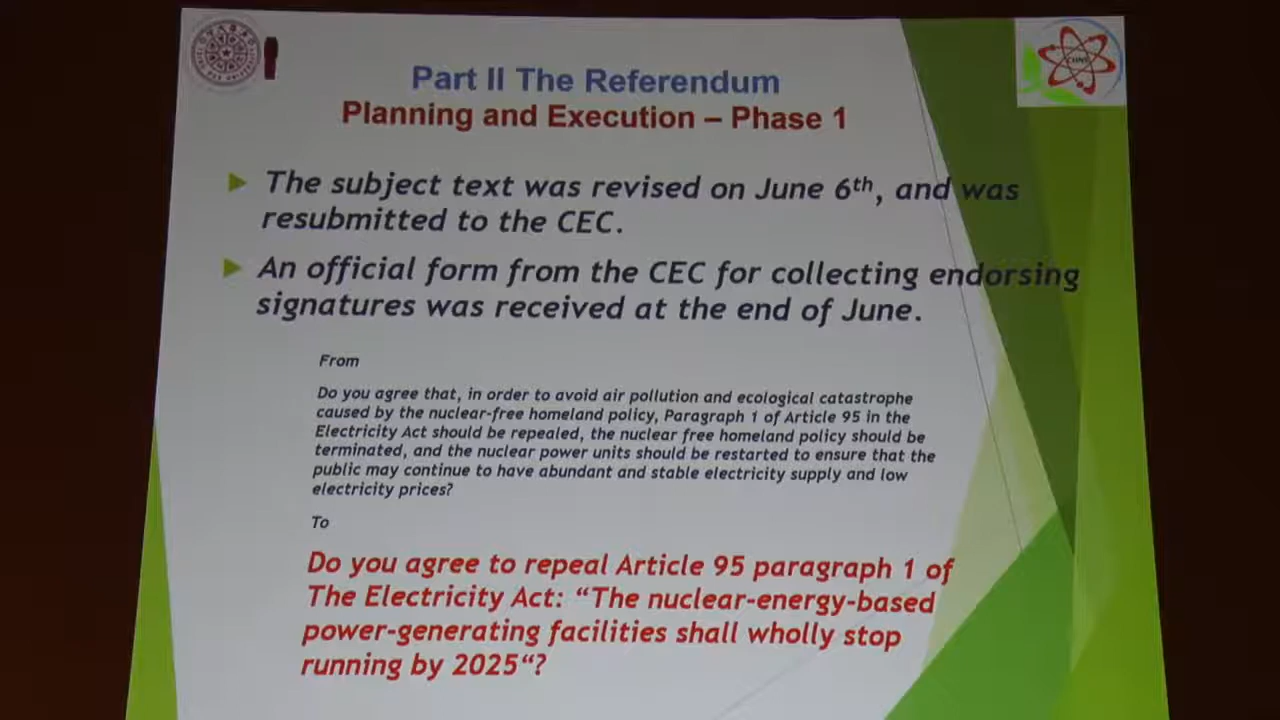 Part II The Referendum
Planning and Execution – Phase 1
The subject text was revised on June 6th, and was
resubmitted to the CEC.
An official form from the CEC for collecting endorsing
signatures was received at the end of June.
From
Do you agree that, in order to avoid air pollution and ecological catastrophe
caused by the nuclear-free homeland policy, Paragraph 1 of Article 95 in the
Electricity Act should be repealed, the nuclear free homeland policy should be
terminated, and the nuclear power units should be restarted to ensure that the
public may continue to have abundant and stable electricity supply and low
electricity prices?
To
Do you agree to repeal Article 95 paragraph 1 of
The Electricity Act: “The nuclear-energy-based
power-generating facilities shall wholly stop
running by 2025“?